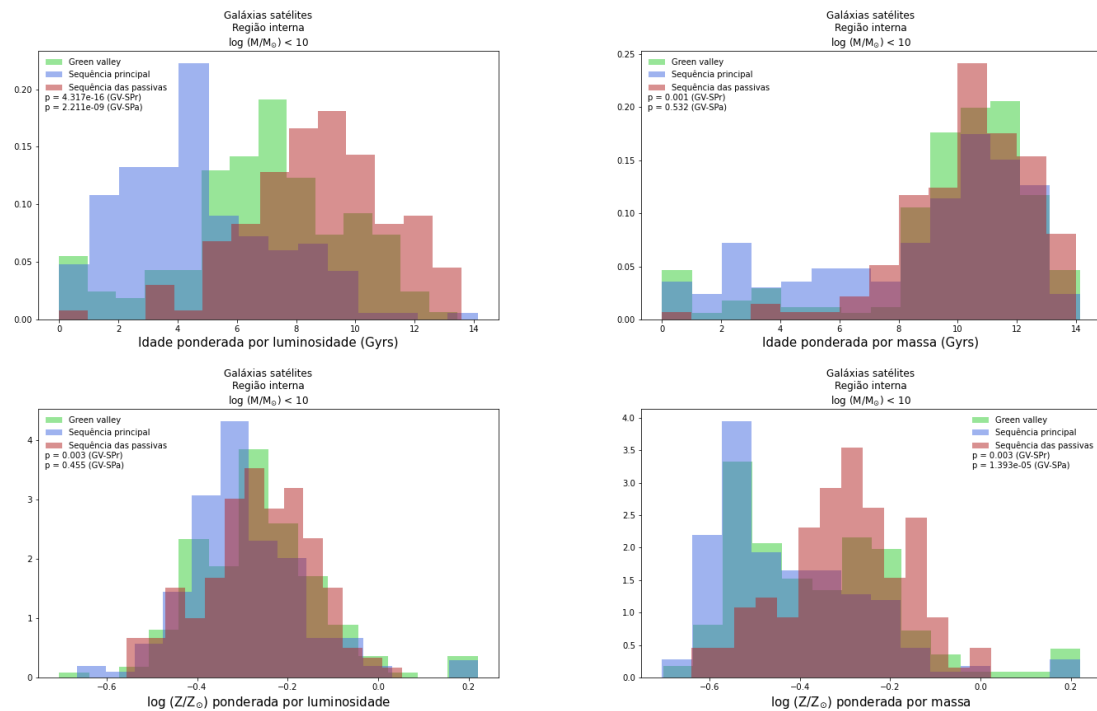 Galáxias satélites
Região interna
log (M/M☉) < 10
Green valley
Sequência principal
Sequência das passivas
p = 4.317e-16 (GV-SPr)
p = 2.211e-09 (GV-SPa)
0.20
0.15
0.10
0.05
0.00
0 2 4 6 8 10 12 14
Idade ponderada por luminosidade (Gyrs)
Galáxias satélites
Região interna
log (M/M☉) < 10
Green valley
Sequência principal
Sequência das passivas
p = 0.001 (GV-SPr)
p = 0.532 (GV-SPa)
0.25
0.20
0.15
0.10
0.05
0.00
0 2 4 6 8 10 12 14
Idade ponderada por massa (Gyrs)
Galáxias satélites
Região interna
log (M/M☉) < 10
Green valley
Sequência principal
Sequência das passivas
p = 0.003 (GV-SPr)
p = 0.455 (GV-SPa)
4
3
2
1
0
−0.6 −0.4 −0.2 0.0 0.2
log (Z/Z☉) ponderada por luminosidade
Galáxias satélites
Região interna
log (M/M☉) < 10
Green valley
Sequência principal
Sequência das passivas
p = 0.003 (GV-SPr)
p = 1.393e-05 (GV-SPa)
4.0
3.5
3.0
2.5
2.0
1.5
1.0
0.5
0.0
−0.6 −0.4 −0.2 0.0 0.2
log (Z/Z☉) ponderada por massa